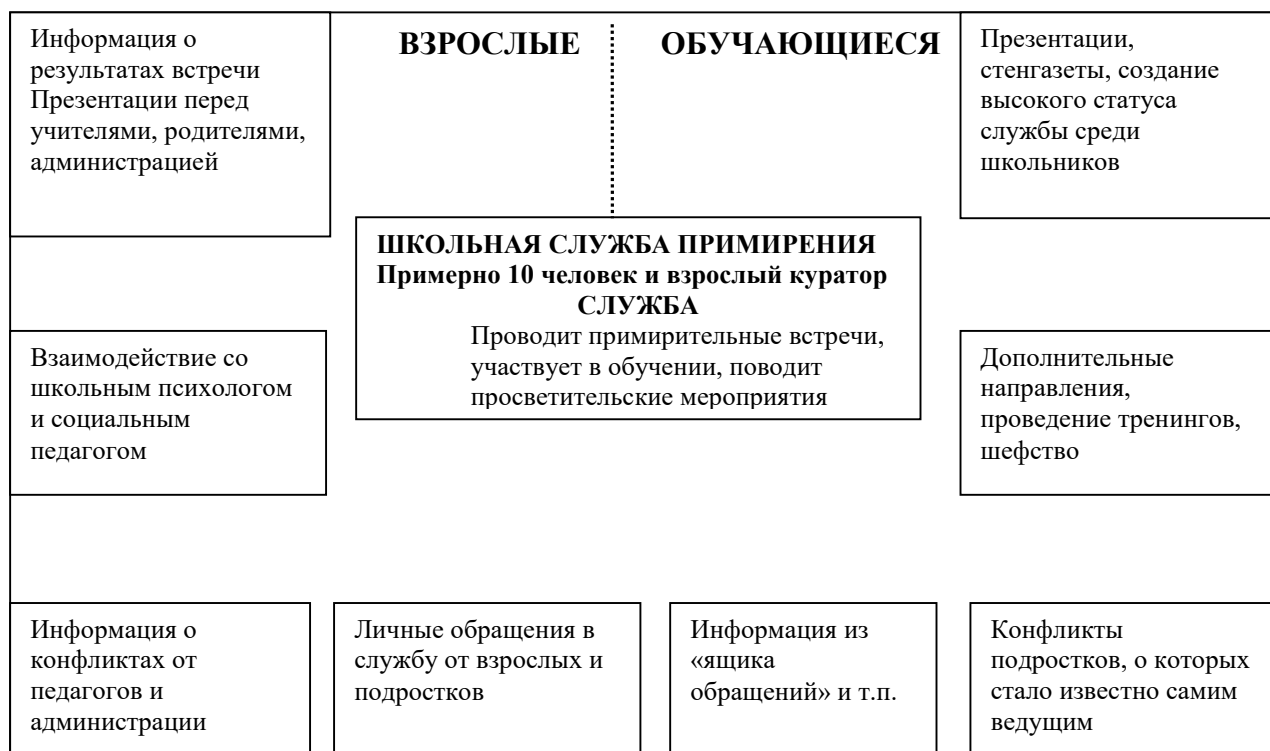 Информация о
результатах встречи
Презентации перед
учителями, родителями,
администрацией
ВЗРОСЛЫЕ
ОБУЧАЮЩИЕСЯ
Презентации,
стенгазеты, создание
высокого статуса
службы среди
школьников
ШКОЛЬНАЯ СЛУЖБА ПРИМИРЕНИЯ
Примерно 10 человек и взрослый куратор
СЛУЖБА
Проводит примирительные встречи,
участвует в обучении, поводит
просветительские мероприятия
Взаимодействие со
школьным психологом
и социальным
педагогом
Дополнительные
направления,
проведение тренингов,
шефство
Информация о
конфликтах от
педагогов и
администрации
Личные обращения в
службу от взрослых и
подростков
Информация из
«ящика
обращений» и т.п.
Конфликты
подростков, о которых
стало известно самим
ведущим